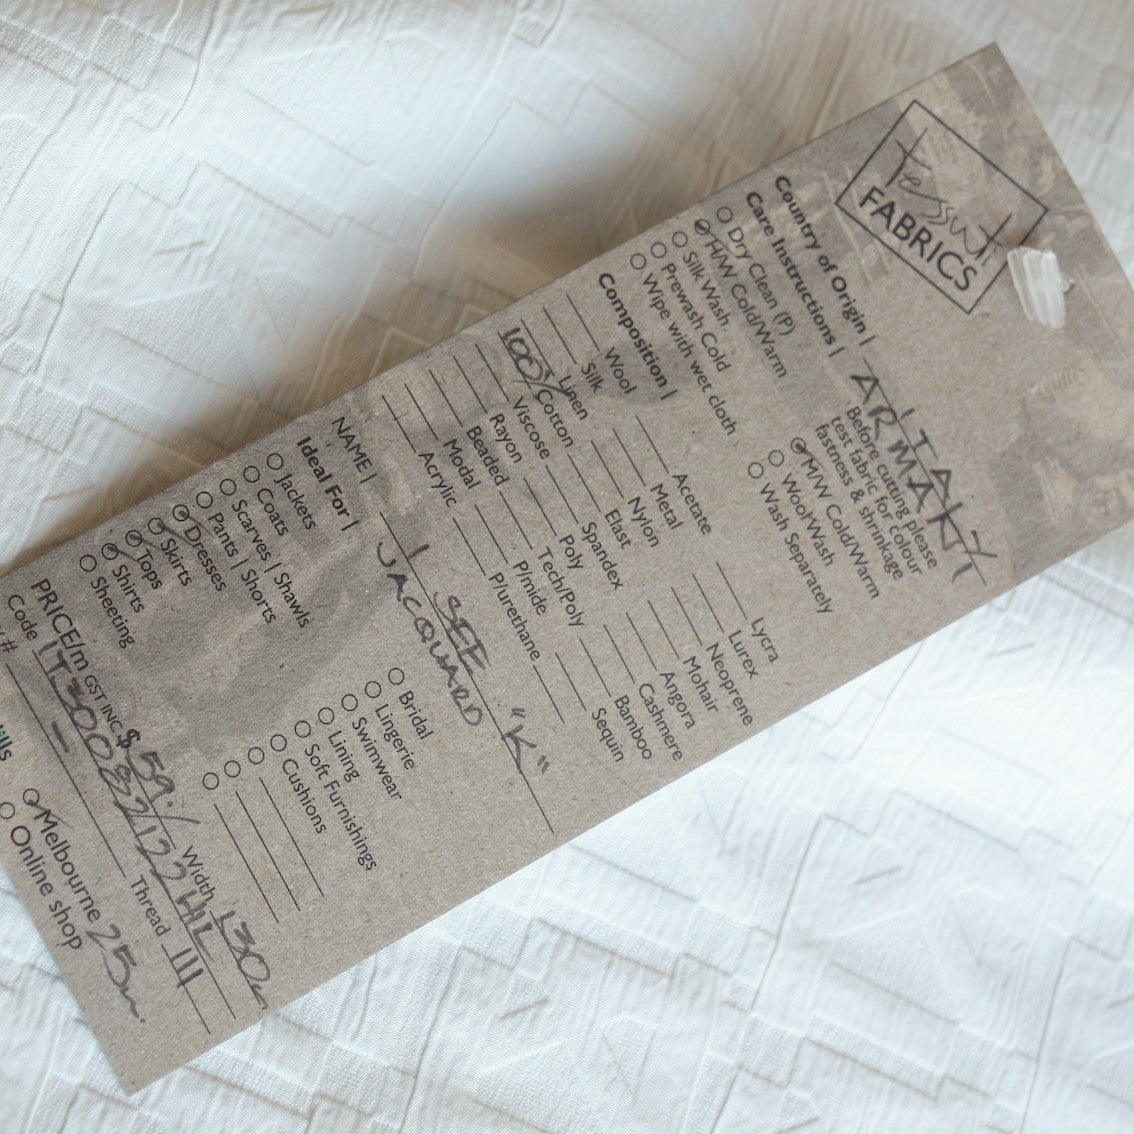 tessuti
FABRICS
Country of Origin | ITALY
ARMANI
Care Instructions | Before cutting please
test fabric for colour
fastness & shrinkage
Dry Clean (P)
H/W Cold/Warm
Silk Wash
Prewash Cold
Wipe with wet cloth
M/W Cold/Warm
Wool Wash
Wash Separately
Composition |
Wool
Silk
Linen
100% Cotton
Viscose
Rayon
Beaded
Modal
Acrylic
Acetate
Metal
Nylon
Elast
Spandex
Poly
Tech/Poly
P/mide
P/urethane
Lycra
Lurex
Neoprene
Mohair
Angora
Cashmere
Bamboo
Sequin
NAME | SEE "K"
JACQUARD
Ideal For |
Jackets
Coats
Scarves | Shawls
Pants | Shorts
Dresses
Skirts
Tops
Shirts
Sheeting
Bridal
Lingerie
Swimwear
Lining
Soft Furnishings
Cushions
PRICE/m GST INC $ 59. Width 130
Code
Thread
#
ills
Melbourne 25m
Online shop